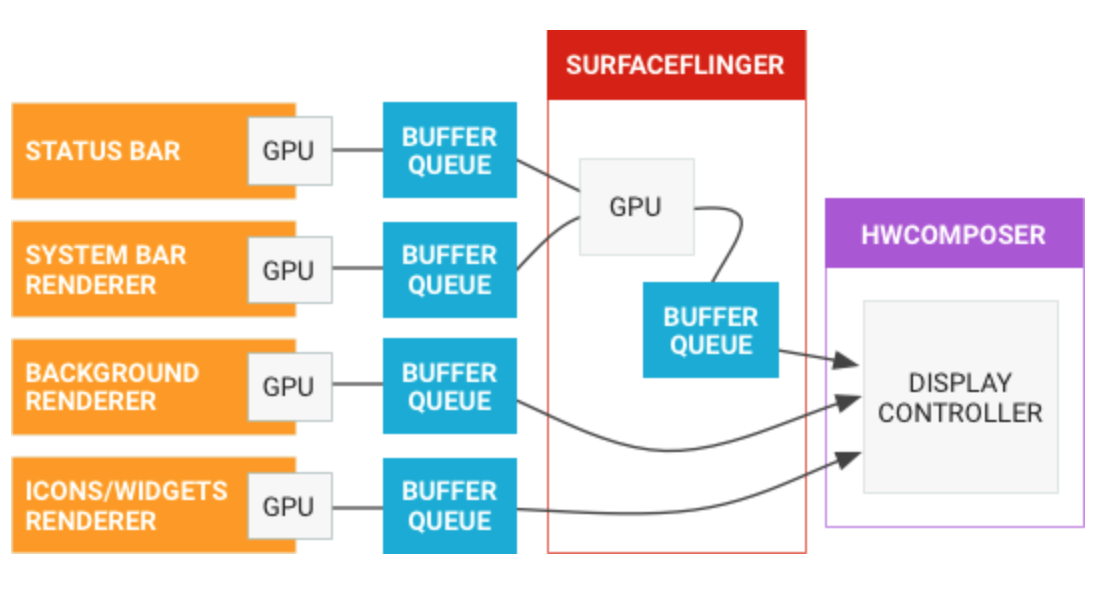 SURFACEFLINGER
STATUS BAR
GPU
BUFFER
QUEUE
GPU
HWCOMPOSER
SYSTEM BAR
RENDERER
GPU
BUFFER
QUEUE
BUFFER
QUEUE
BACKGROUND
RENDERER
GPU
BUFFER
QUEUE
DISPLAY
CONTROLLER
ICONS/WIDGETS
RENDERER
GPU
BUFFER
QUEUE